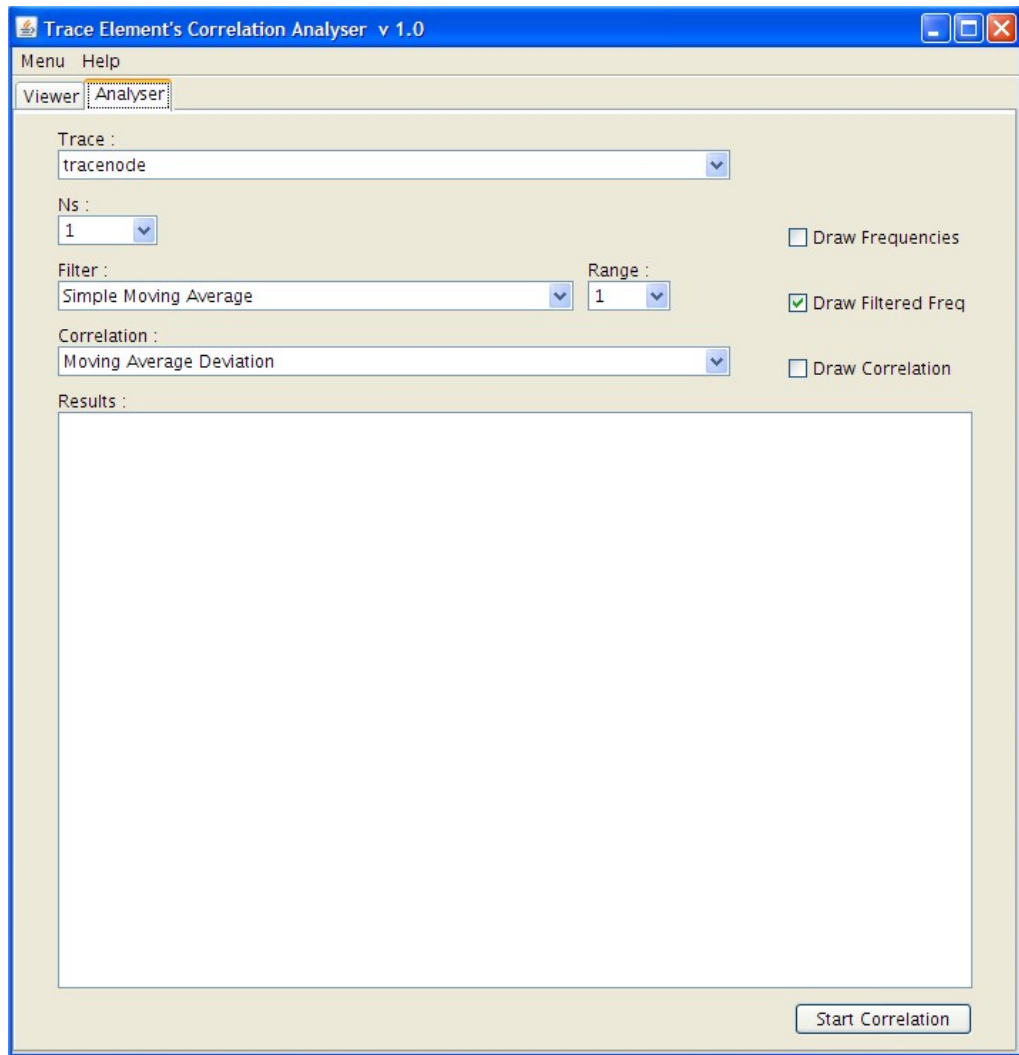 Trace Element's Correlation Analyser v 1.0
Menu Help
Viewer Analyser
Trace :
tracenode
Ns :
1
Draw Frequencies
Filter :
Range :
Simple Moving Average
1
Draw Filtered Freq
Correlation :
Moving Average Deviation
Draw Correlation
Results :
Start Correlation